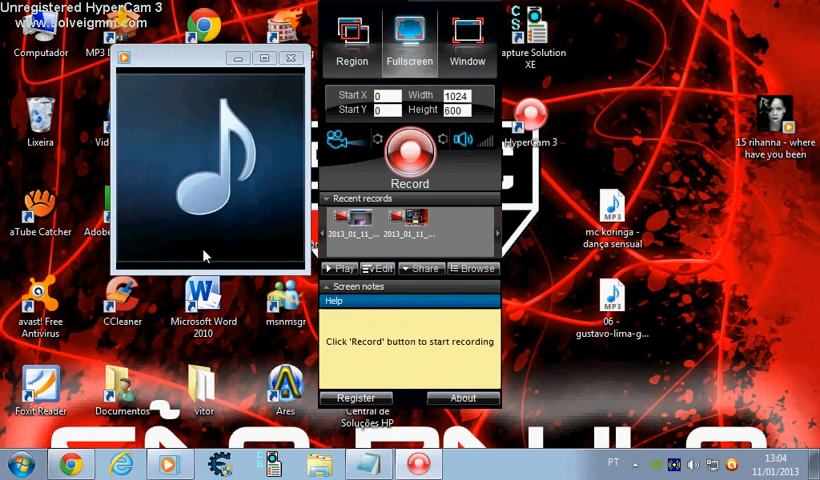 Unregistered HyperCam 3
www.solveigmm.com
Computador
MP3 D
Region
Fullscreen
Window
Start X 0 Width 1024
Start Y 0 Height 600
Record
Recent records
2013_01_11_...
2013_01_11_...
Play
Edit
Share
Browse
Screen notes
Help
Click 'Record' button to start recording
Register
About
CS
apture Solution
XE
HyperCam 3
15 rihanna - where
have you been
Lixeira
aTube Catcher
MP3
mc koringa -
dança sensual
avast! Free
Antivirus
CCleaner
Microsoft Word
2010
msnmsgr
MP3
06 -
gustavo-lima-g...
Foxit Reader
Documentos
vitor
Ares
Central de
Soluções HP
CS
PT
13:04
11/01/2013